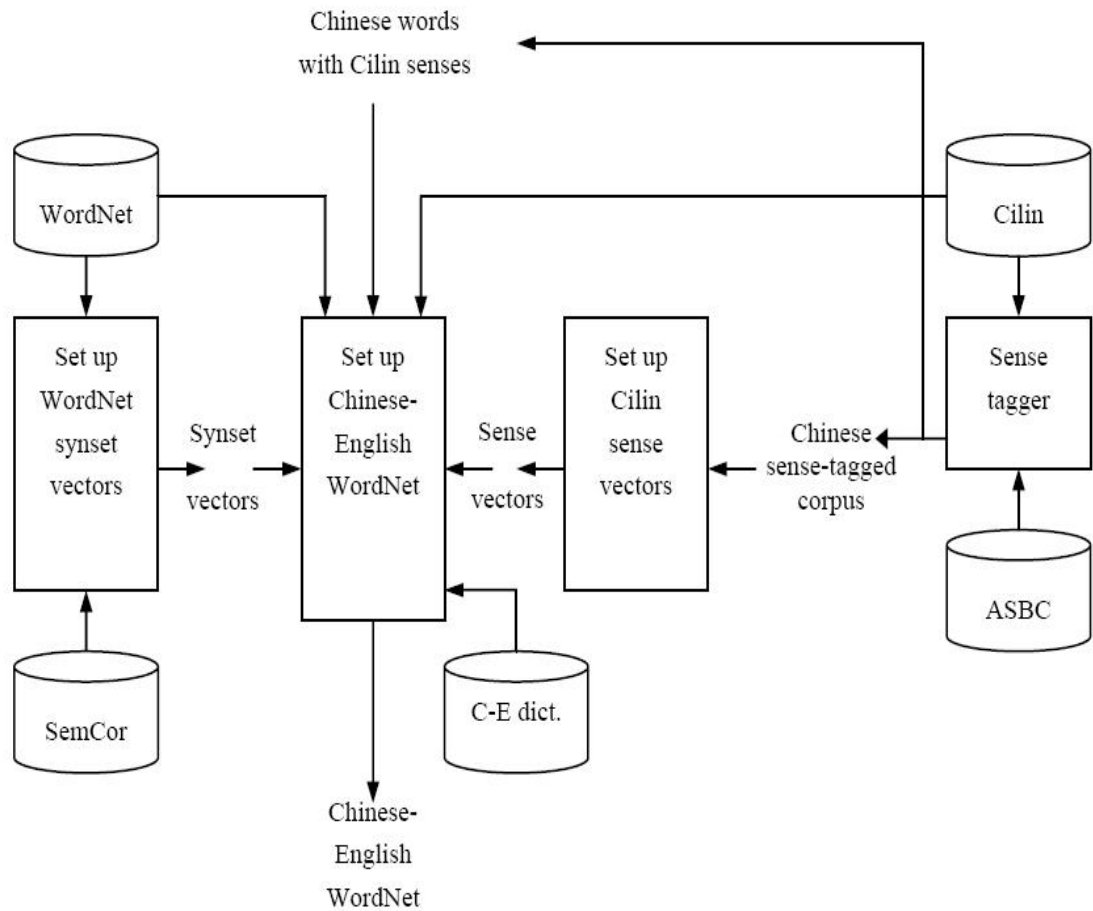 Chinese words
with Cilin senses
WordNet
Cilin
Set up
WordNet
synset
vectors
Synset
vectors
Set up
Chinese-
English
WordNet
Sense
vectors
Set up
Cilin
sense
vectors
Chinese
sense-tagged
corpus
Sense
tagger
SemCor
C-E dict.
ASBC
Chinese-
English
WordNet